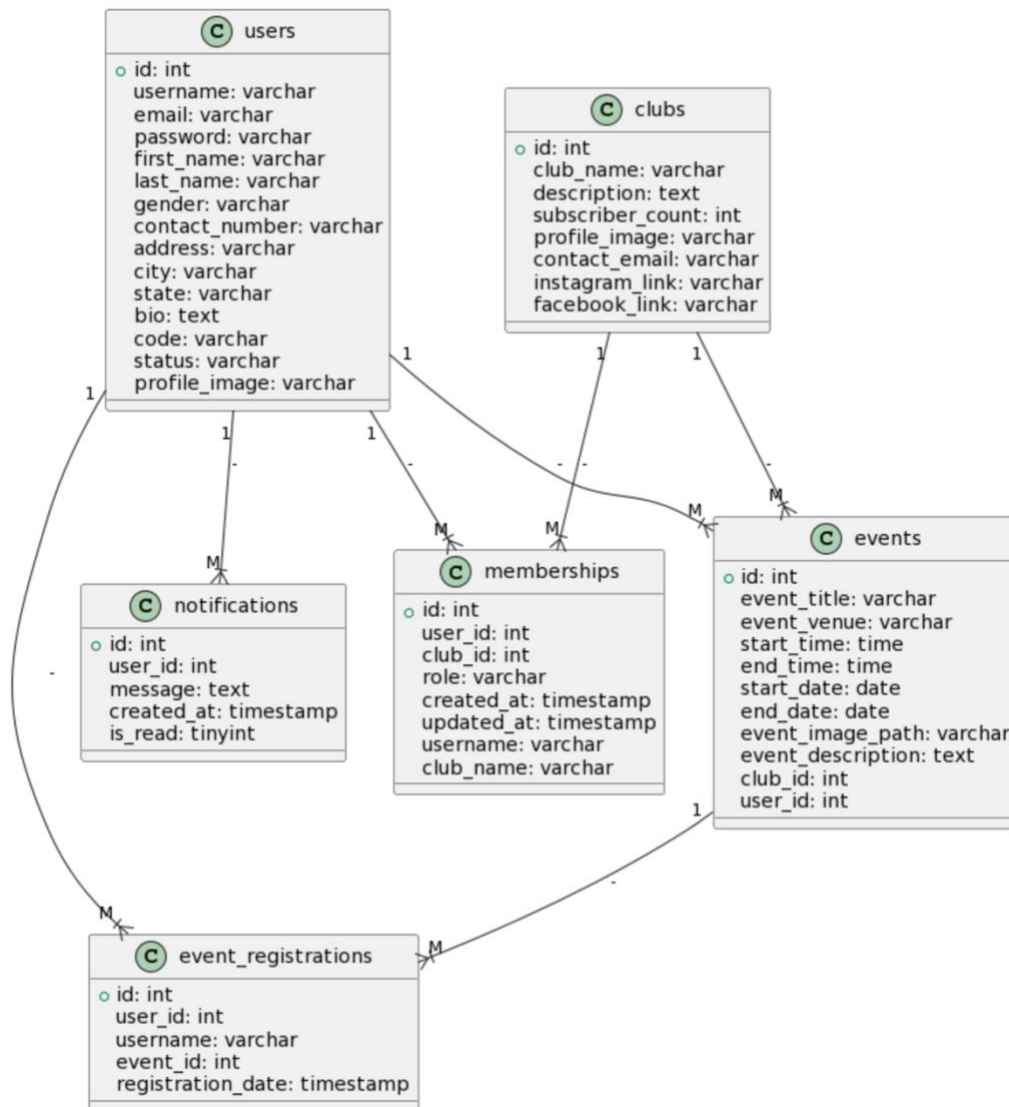 C users
id: int
username: varchar
email: varchar
password: varchar
first_name: varchar
last_name: varchar
gender: varchar
contact_number: varchar
address: varchar
city: varchar
state: varchar
bio: text
code: varchar
status: varchar
profile_image: varchar
C clubs
id: int
club_name: varchar
description: text
subscriber_count: int
profile_image: varchar
contact_email: varchar
instagram_link: varchar
facebook_link: varchar
1
1
1
1
1
1
-
-
-
-
-
-
M
M
M
M
M
C notifications
id: int
user_id: int
message: text
created_at: timestamp
is_read: tinyint
C memberships
id: int
user_id: int
club_id: int
role: varchar
created_at: timestamp
updated_at: timestamp
username: varchar
club_name: varchar
C events
id: int
event_title: varchar
event_venue: varchar
start_time: time
end_time: time
start_date: date
end_date: date
event_image_path: varchar
event_description: text
club_id: int
user_id: int
1
-
M
M
C event_registrations
id: int
user_id: int
username: varchar
event_id: int
registration_date: timestamp